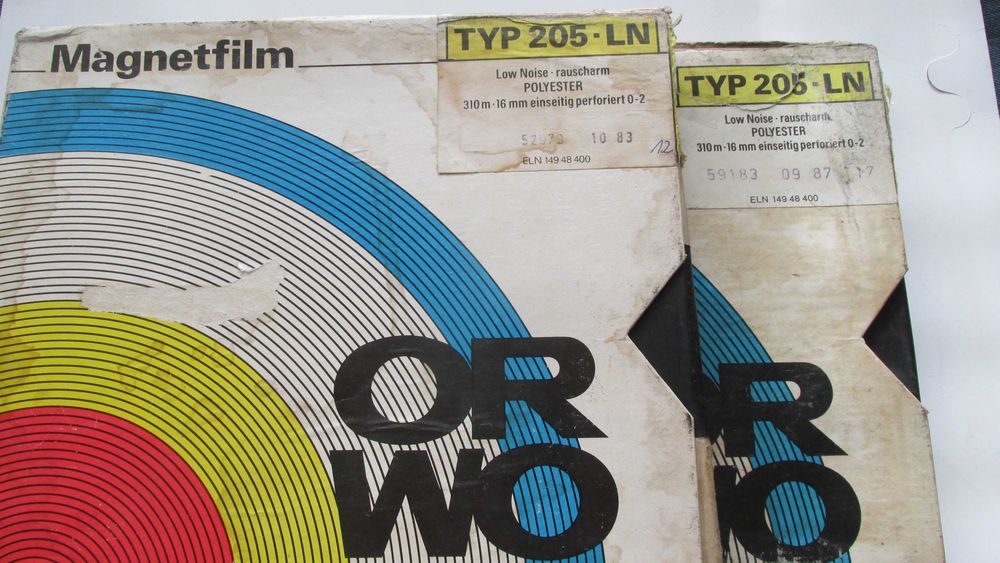 Magnetfilm
TYP 205·LN
Low Noise · rauscharm
POLYESTER
310 m · 16 mm einseitig perforiert 0-2
10 83
12
ELN 149 48 400
OR
WO
TYP 205·LN
Low Noise · rauscharm
POLYESTER
310 m · 16 mm einseitig perforiert 0-2
59183 09 87 17
ELN 149 48 400
R
O